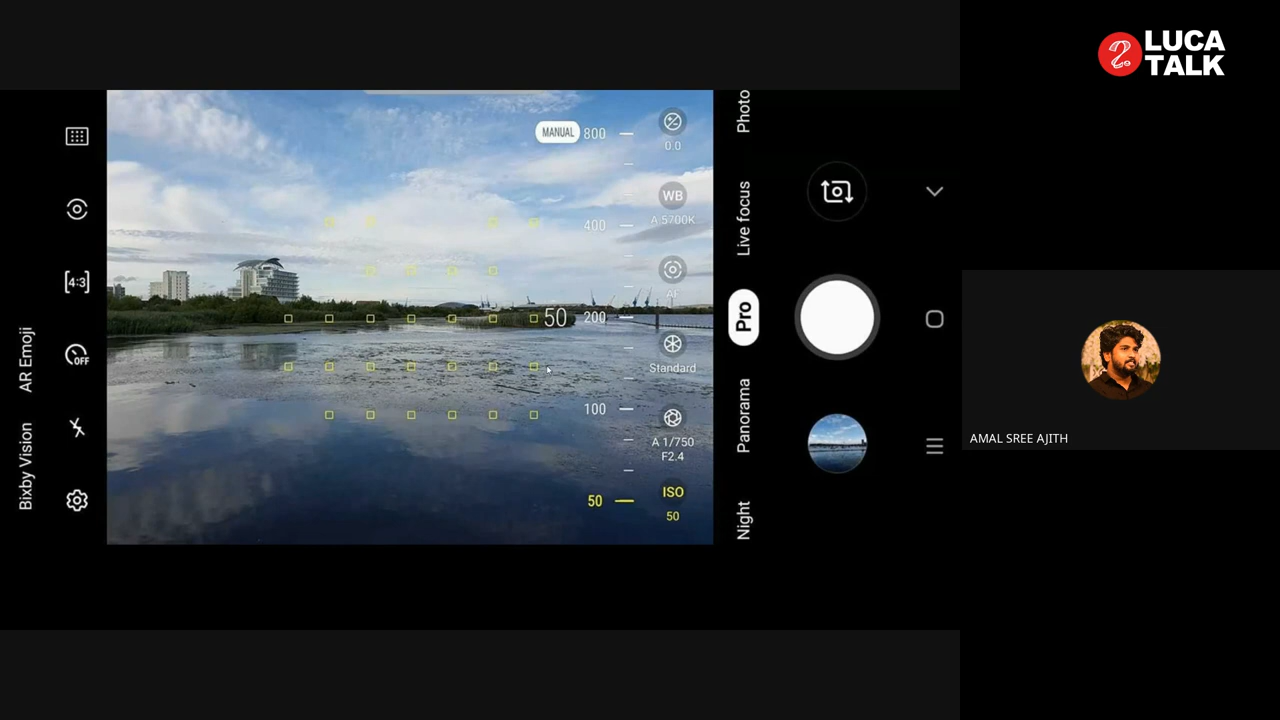 LUCA
TALK
MANUAL
800
400
50
200
100
50
0.0
WB
A 5700K
AF
Standard
A 1/750
F2.4
ISO
50
4:3
OFF
AR Emoji
Bixby Vision
Photo
Live focus
Pro
Panorama
Night
AMAL SREE AJITH